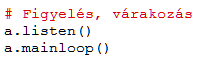 # Figyelés, várakozás
a.listen()
a.mainloop()